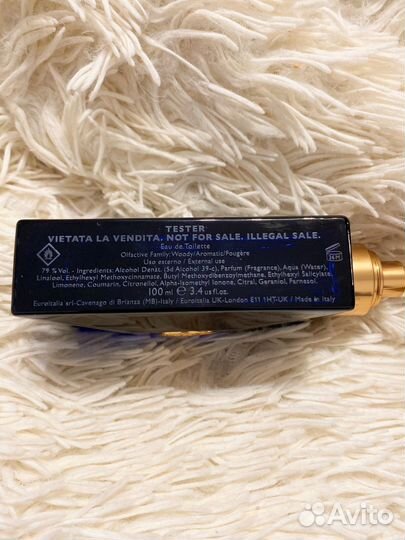 TESTER
VIETATA LA VENDITA. NOT FOR SALE. ILLEGAL SALE.
Eau de Toilette
Olfactive Family: Woody/Aromatic/Fougère
Uso esterno / External use
79 % Vol. - Ingredients: Alcohol Denat. (Sd Alcohol 39-c), Parfum (Fragrance), Aqua (Water),
Linalool, Ethylhexyl Methoxycinnamate, Butyl Methoxydibenzoylmethane, Ethylhexyl Salicylate,
Limonene, Coumarin, Citronellol, Alpha-Isomethyl Ionone, Citral, Geraniol, Farnesol.
100 ml ℮ 3.4 us fl.oz.
Euroitalia srl-Cavenago di Brianza (MB)-Italy / Euroitalia UK-London E11 1HT-UK / Made in Italy
Avito